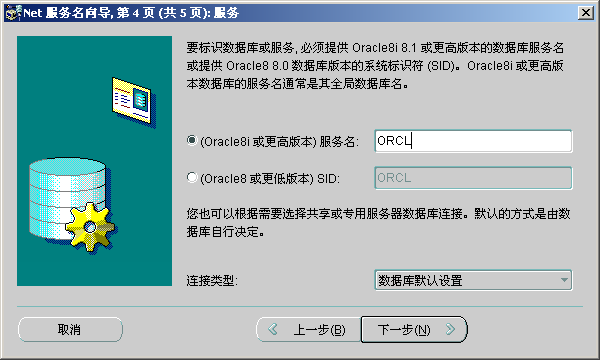 Net 服务名向导, 第 4 页 (共 5 页): 服务
要标识数据库或服务, 必须提供 Oracle8i 8.1 或更高版本的数据库服务名
或提供 Oracle8 8.0 数据库版本的系统标识符 (SID)。Oracle8i 或更高版
本数据库的服务名通常是其全局数据库名。
(Oracle8i 或更高版本) 服务名: ORCL
(Oracle8 或更低版本) SID: ORCL
您也可以根据需要选择共享或专用服务器数据库连接。默认的方式是由数
据库自行决定。
连接类型: 数据库默认设置
取消 上一步(B) 下一步(N)